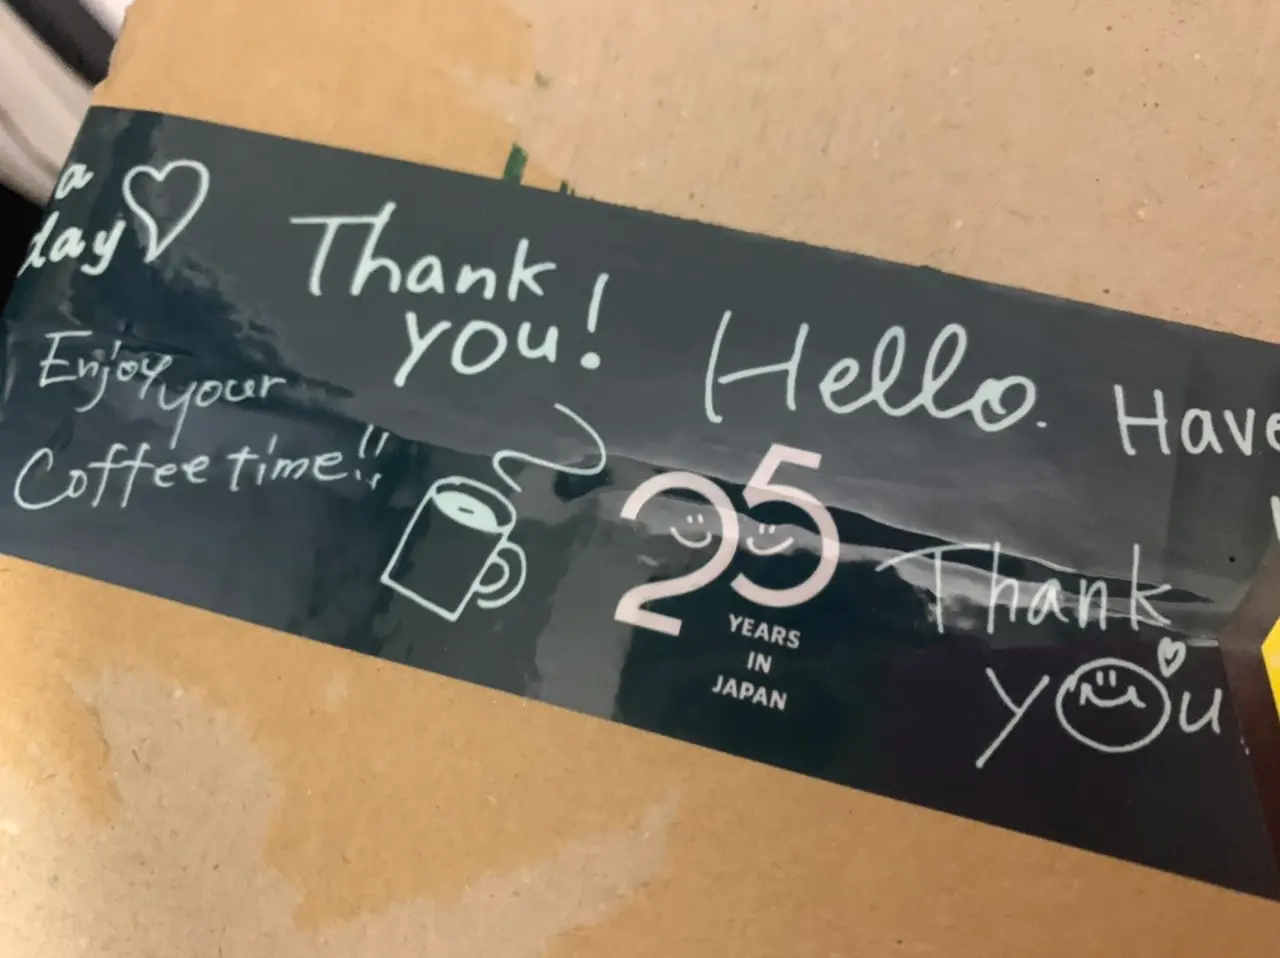 a
day
Thank
you!
Enjoy your
Coffee time!!
Hello.
25
YEARS
IN
JAPAN
Have
Thank
you